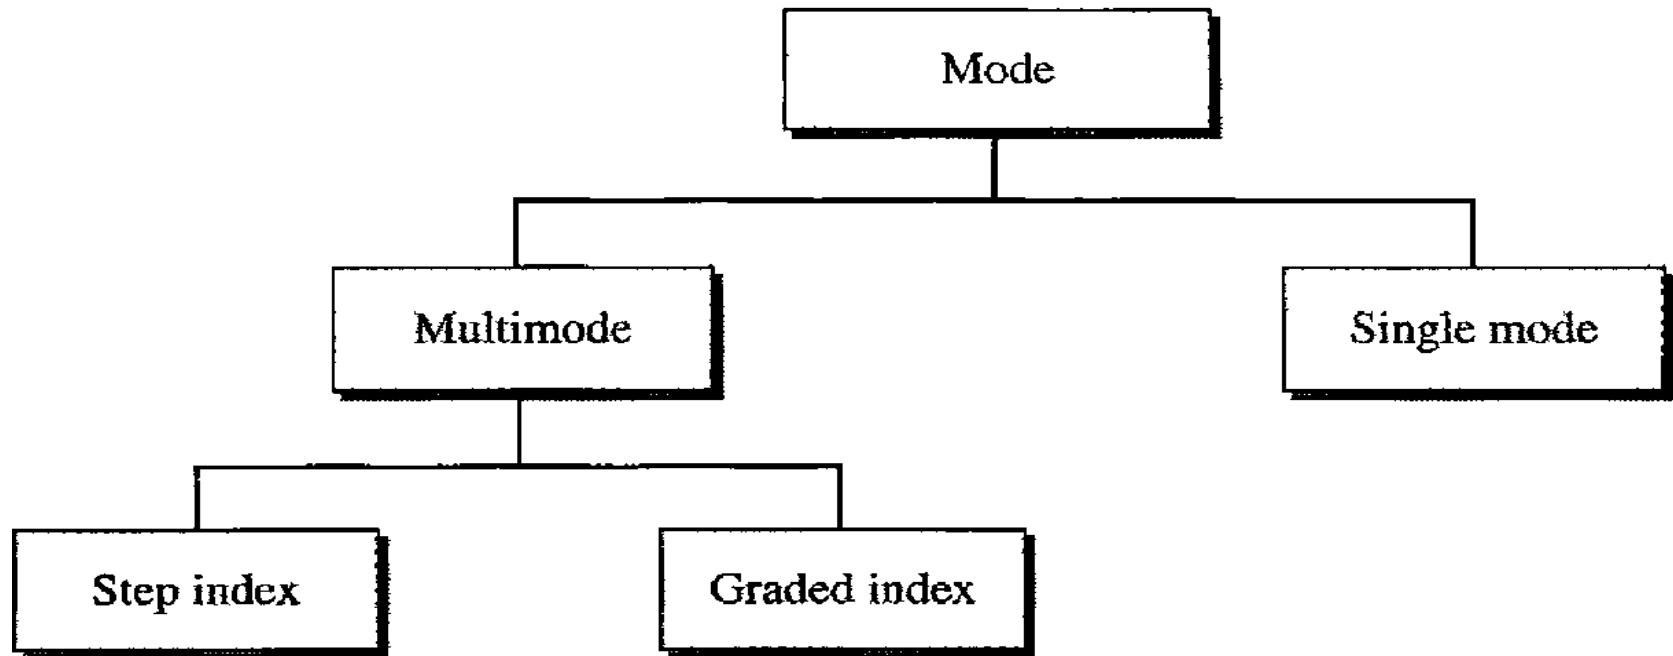 Mode
Multimode
Single mode
Step index
Graded index